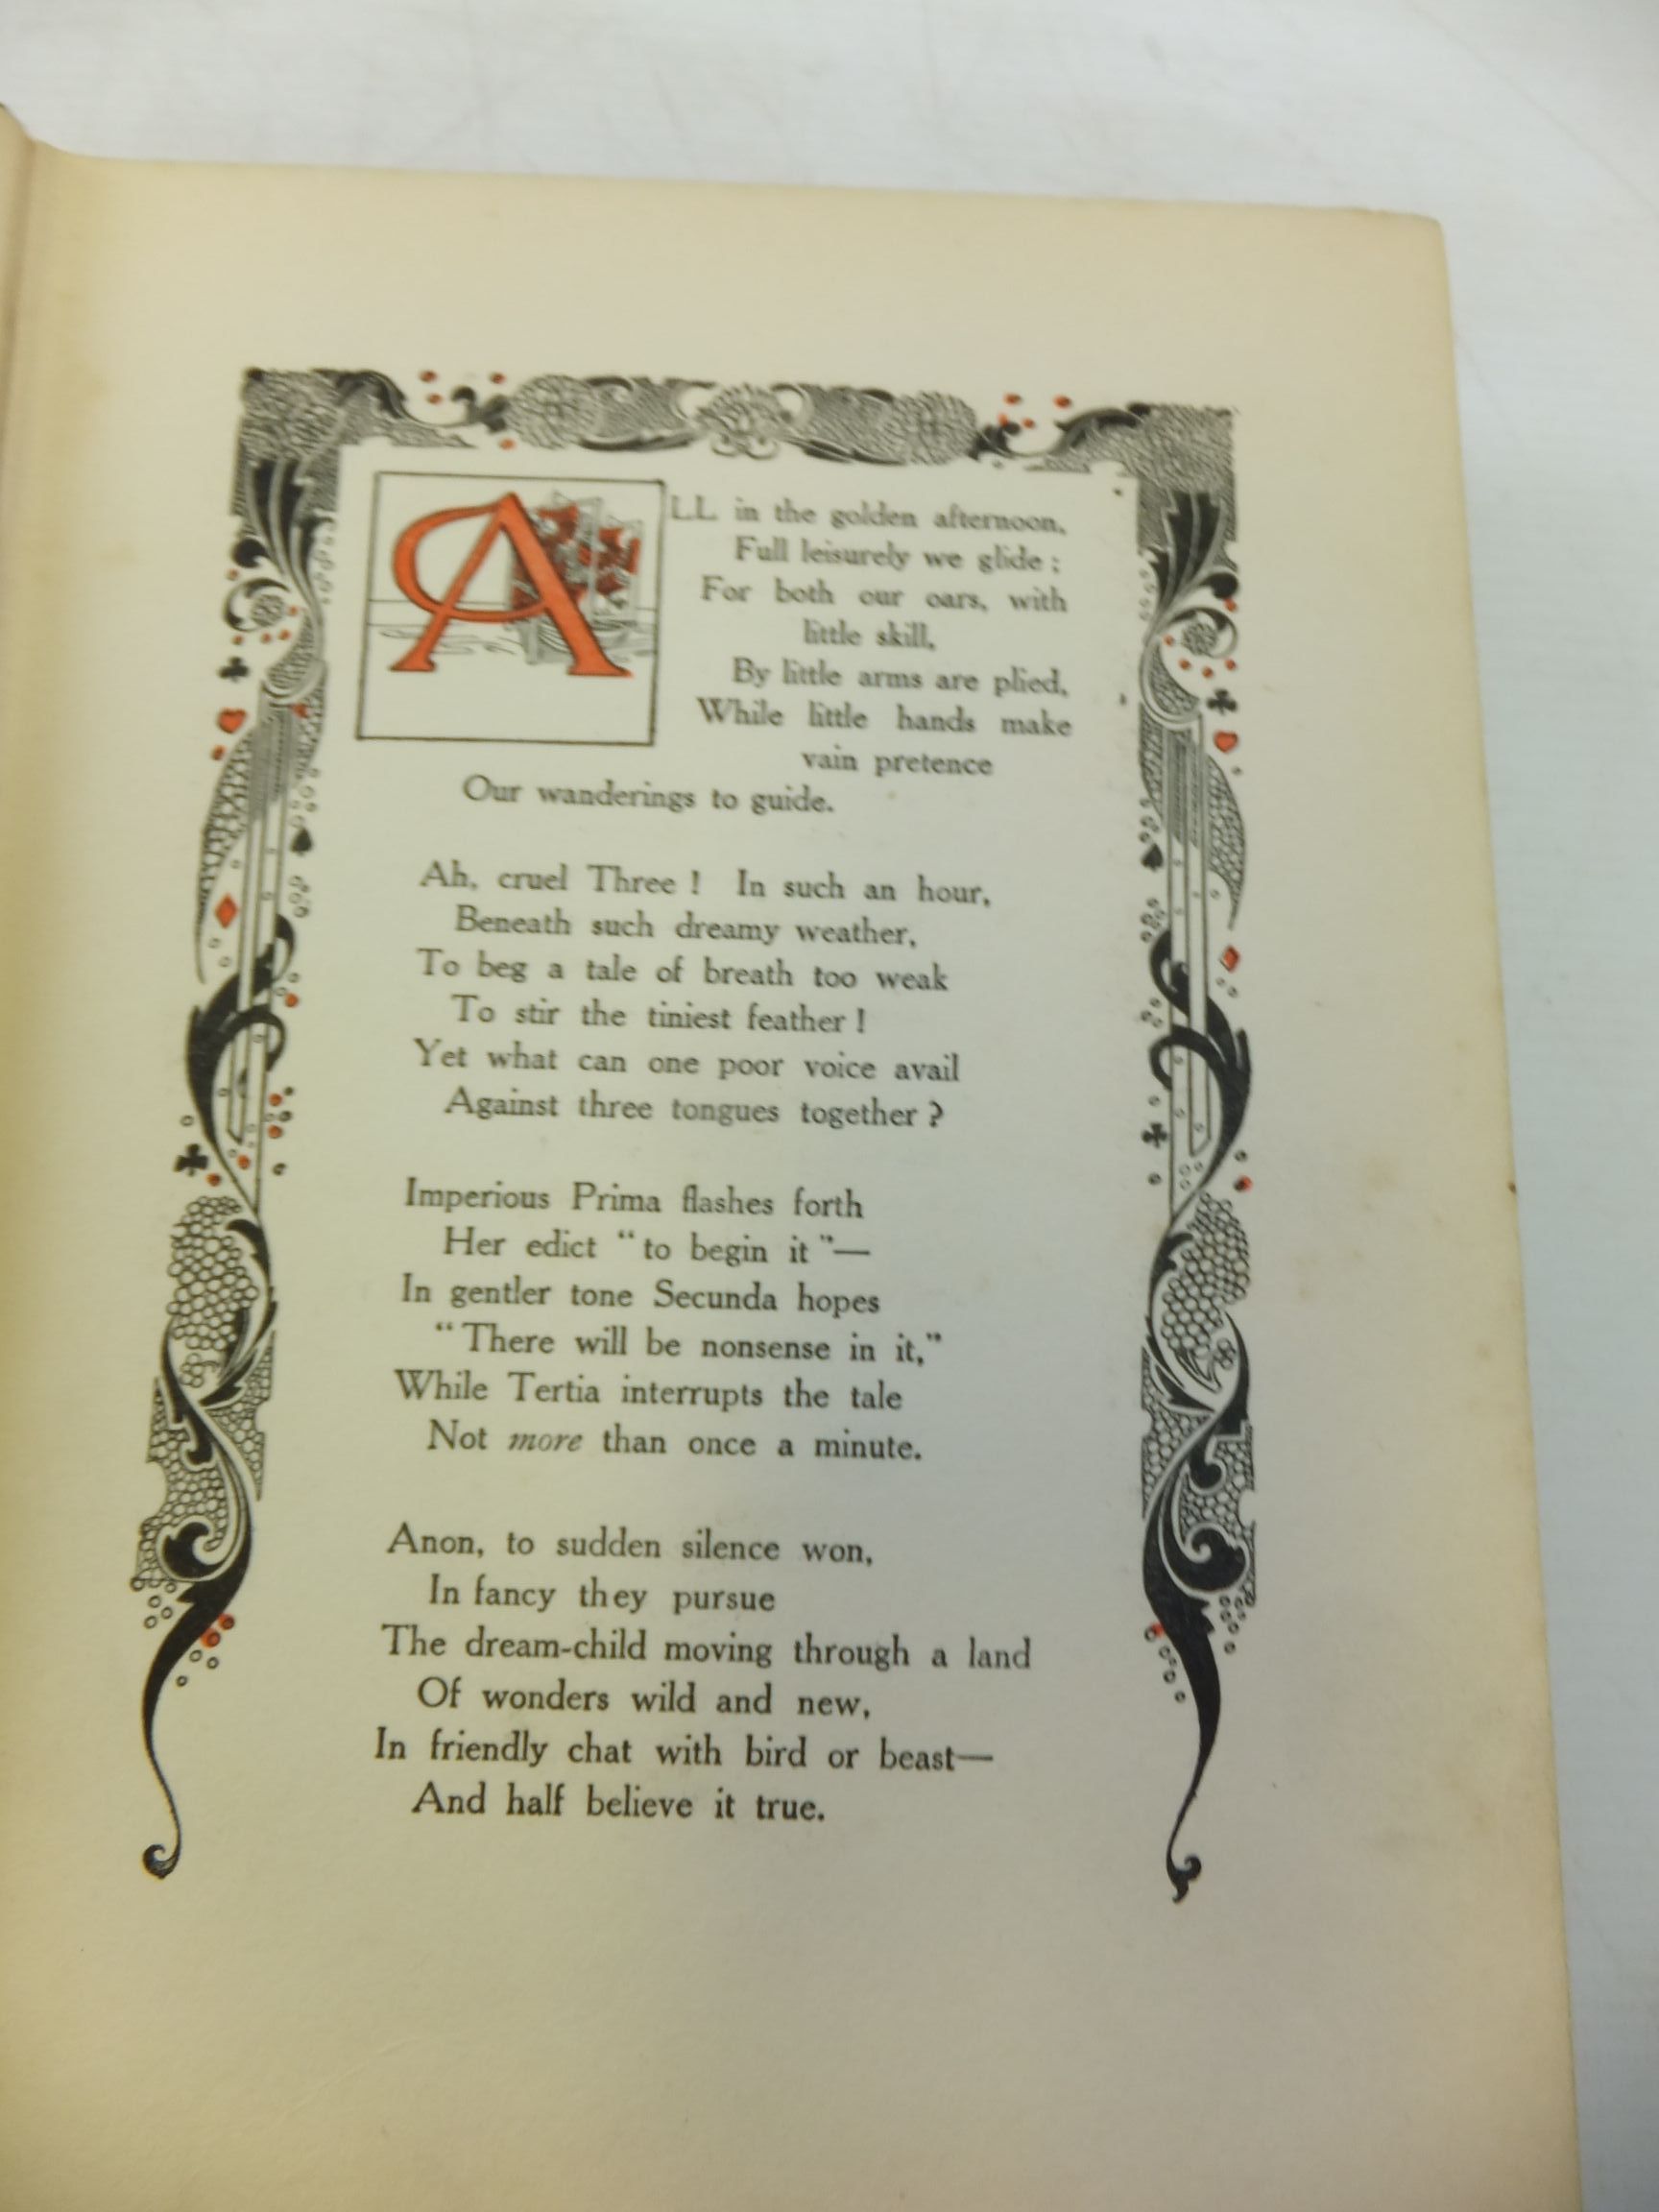 ALL in the golden afternoon,
Full leisurely we glide;
For both our oars, with
little skill,
By little arms are plied,
While little hands make
vain pretence
Our wanderings to guide.
Ah, cruel Three! In such an hour,
Beneath such dreamy weather,
To beg a tale of breath too weak
To stir the tiniest feather!
Yet what can one poor voice avail
Against three tongues together?
Imperious Prima flashes forth
Her edict “to begin it”—
In gentler tone Secunda hopes
“There will be nonsense in it,”
While Tertia interrupts the tale
Not more than once a minute.
Anon, to sudden silence won,
In fancy they pursue
The dream-child moving through a land
Of wonders wild and new,
In friendly chat with bird or beast—
And half believe it true.